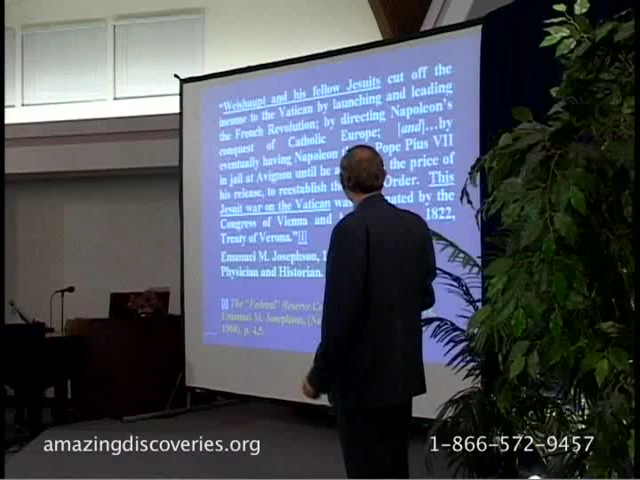 "Weishaupt and his fellow Jesuits cut off the
income to the Vatican by launching and leading
the French Revolution; by directing Napoleon's
conquest of Catholic Europe; [and]...by
eventually having Napoleon Pope Pius VII
in jail at Avignon until he the price of
his release, to reestablish the Order. This
Jesuit war on the Vatican was by the
Congress of Vienna and 1822,
Treaty of Verona."[i]
Emanuel M. Josephson, 1
Physician and Historian.
[i] The "Federal" Reserve
Emanuel M. Josephson,
1968), p. 4,5.
amazingdiscoveries.org
1-866-572-9457